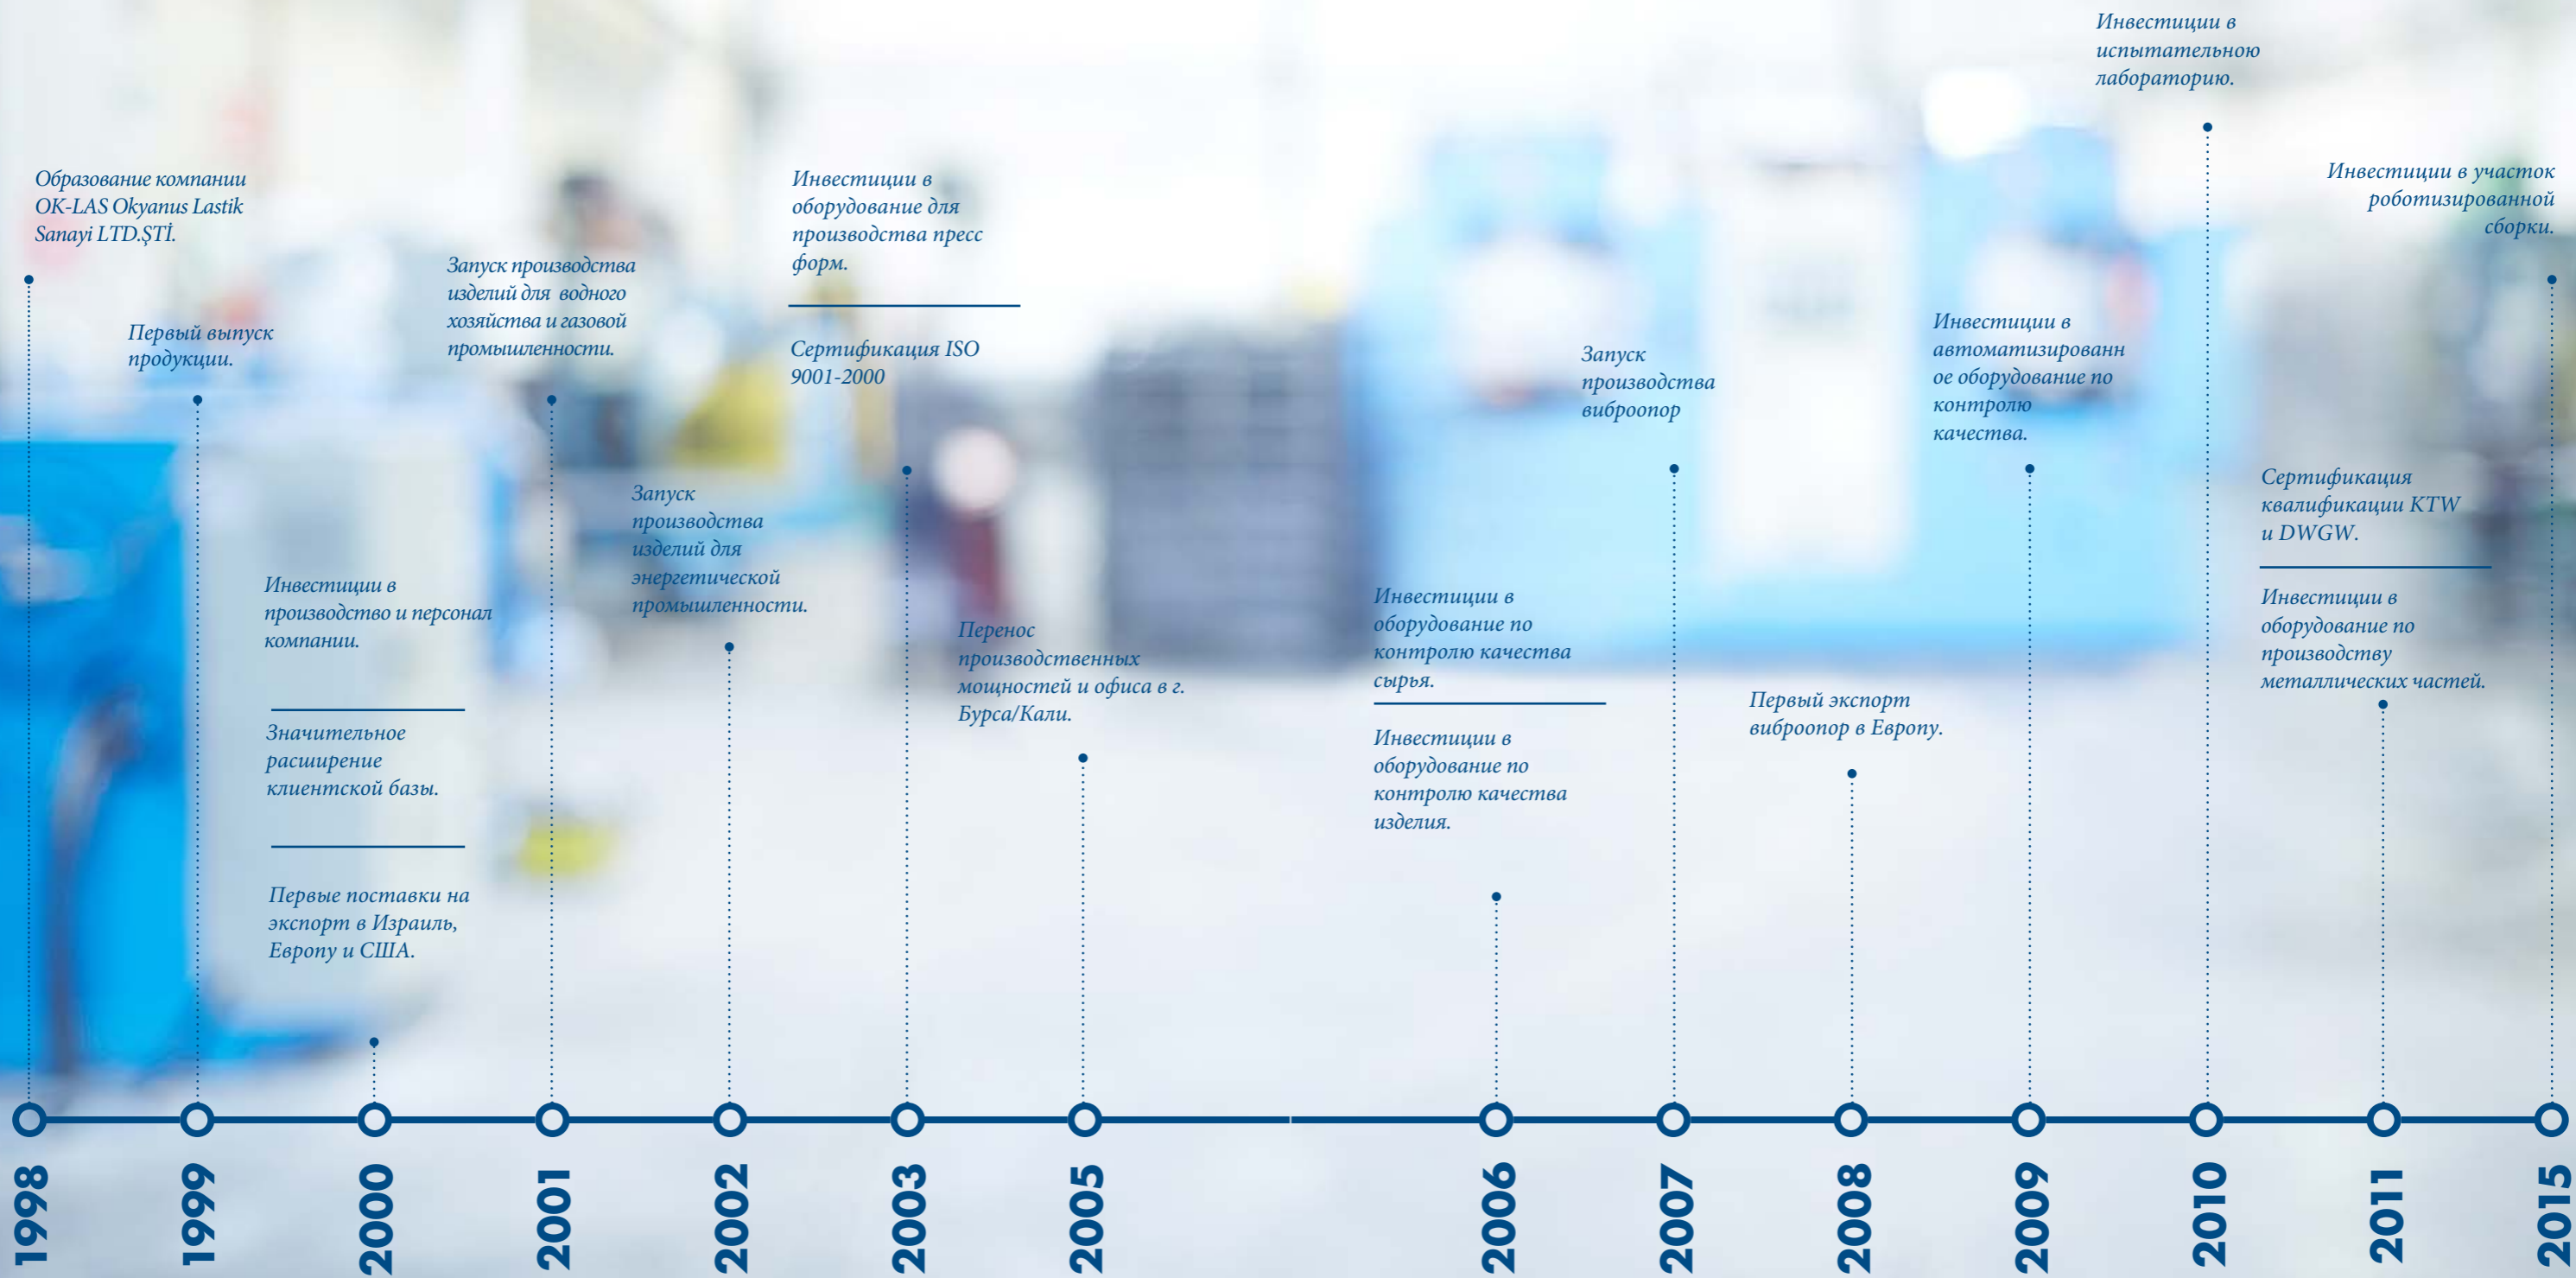 Образование компании
OK-LAS Okyanus Lastik
Sanayi LTD.ŞTİ.
Первый выпуск
продукции.
Инвестиции в
производство и персонал
компании.
Значительное
расширение
клиентской базы.
Первые поставки на
экспорт в Израиль,
Европу и США.
Запуск производства
изделий для водного
хозяйства и газовой
промышленности.
Запуск
производства
изделий для
энергетической
промышленности.
Инвестиции в
оборудование для
производства пресс
форм.
Сертификация ISO
9001-2000
Перенос
производственных
мощностей и офиса в г.
Бурса/Кали.
Инвестиции в
оборудование по
контролю качества
сырья.
Инвестиции в
оборудование по
контролю качества
изделия.
Запуск
производства
виброопор
Первый экспорт
виброопор в Европу.
Инвестиции в
автоматизированн
ое оборудование по
контролю
качества.
Инвестиции в
испытательною
лабораторию.
Сертификация
квалификации KTW
и DWGW.
Инвестиции в
оборудование по
производству
металлических частей.
Инвестиции в участок
роботизированной
сборки.
1998
1999
2000
2001
2002
2003
2005
2006
2007
2008
2009
2010
2011
2015